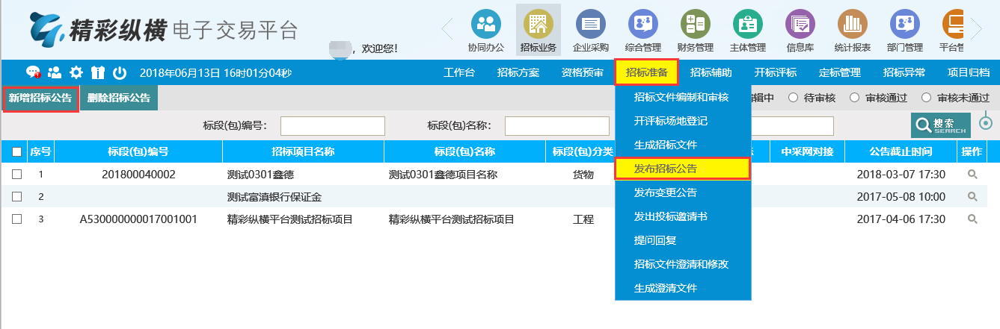 精彩纵横 电子交易平台
，欢迎您！
协同办公 招标业务 企业采购 综合管理 财务管理 主体管理 信息库 统计报表 部门管理 平台管
2018年06月13日 16时01分04秒
工作台 招标方案 资格预审 招标准备 招标辅助 开标评标 定标管理 招标异常 项目归档
新增招标公告 删除招标公告
招标文件编制和审核
辑中 待审核 审核通过 审核未通过
开评标场地登记
标段(包)编号： 标段(包)名称：
搜索
SEARCH
生成招标文件
序号 标段(包)编号 招标项目名称 标段(包)名称 标段(包)分类 中采网对接 公告截止时间 操作
发布招标公告
1 201800040002 测试0301鑫德 测试0301鑫德项目名称 货物 2018-03-07 17:30
发布变更公告
2 测试富滇银行保证金 2017-05-08 10:00
发出投标邀请书
3 A530000000017001001 精彩纵横平台测试招标项目 精彩纵横平台测试招标项目 工程 2017-04-06 17:30
提问回复
招标文件澄清和修改
生成澄清文件